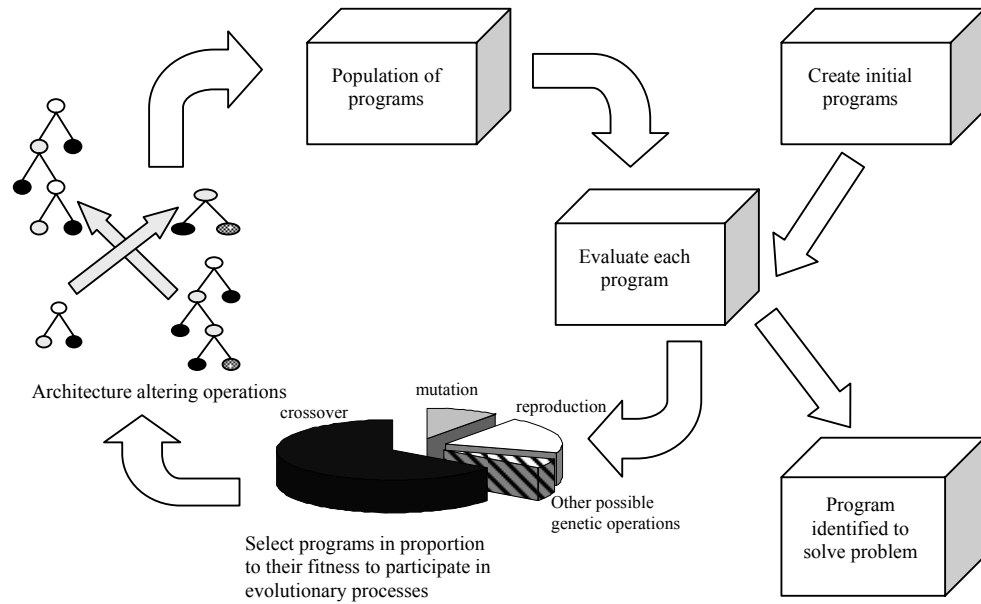 Population of
programs
Create initial
programs
Evaluate each
program
Architecture altering operations
mutation
crossover
reproduction
Other possible
genetic operations
Select programs in proportion
to their fitness to participate in
evolutionary processes
Program
identified to
solve problem